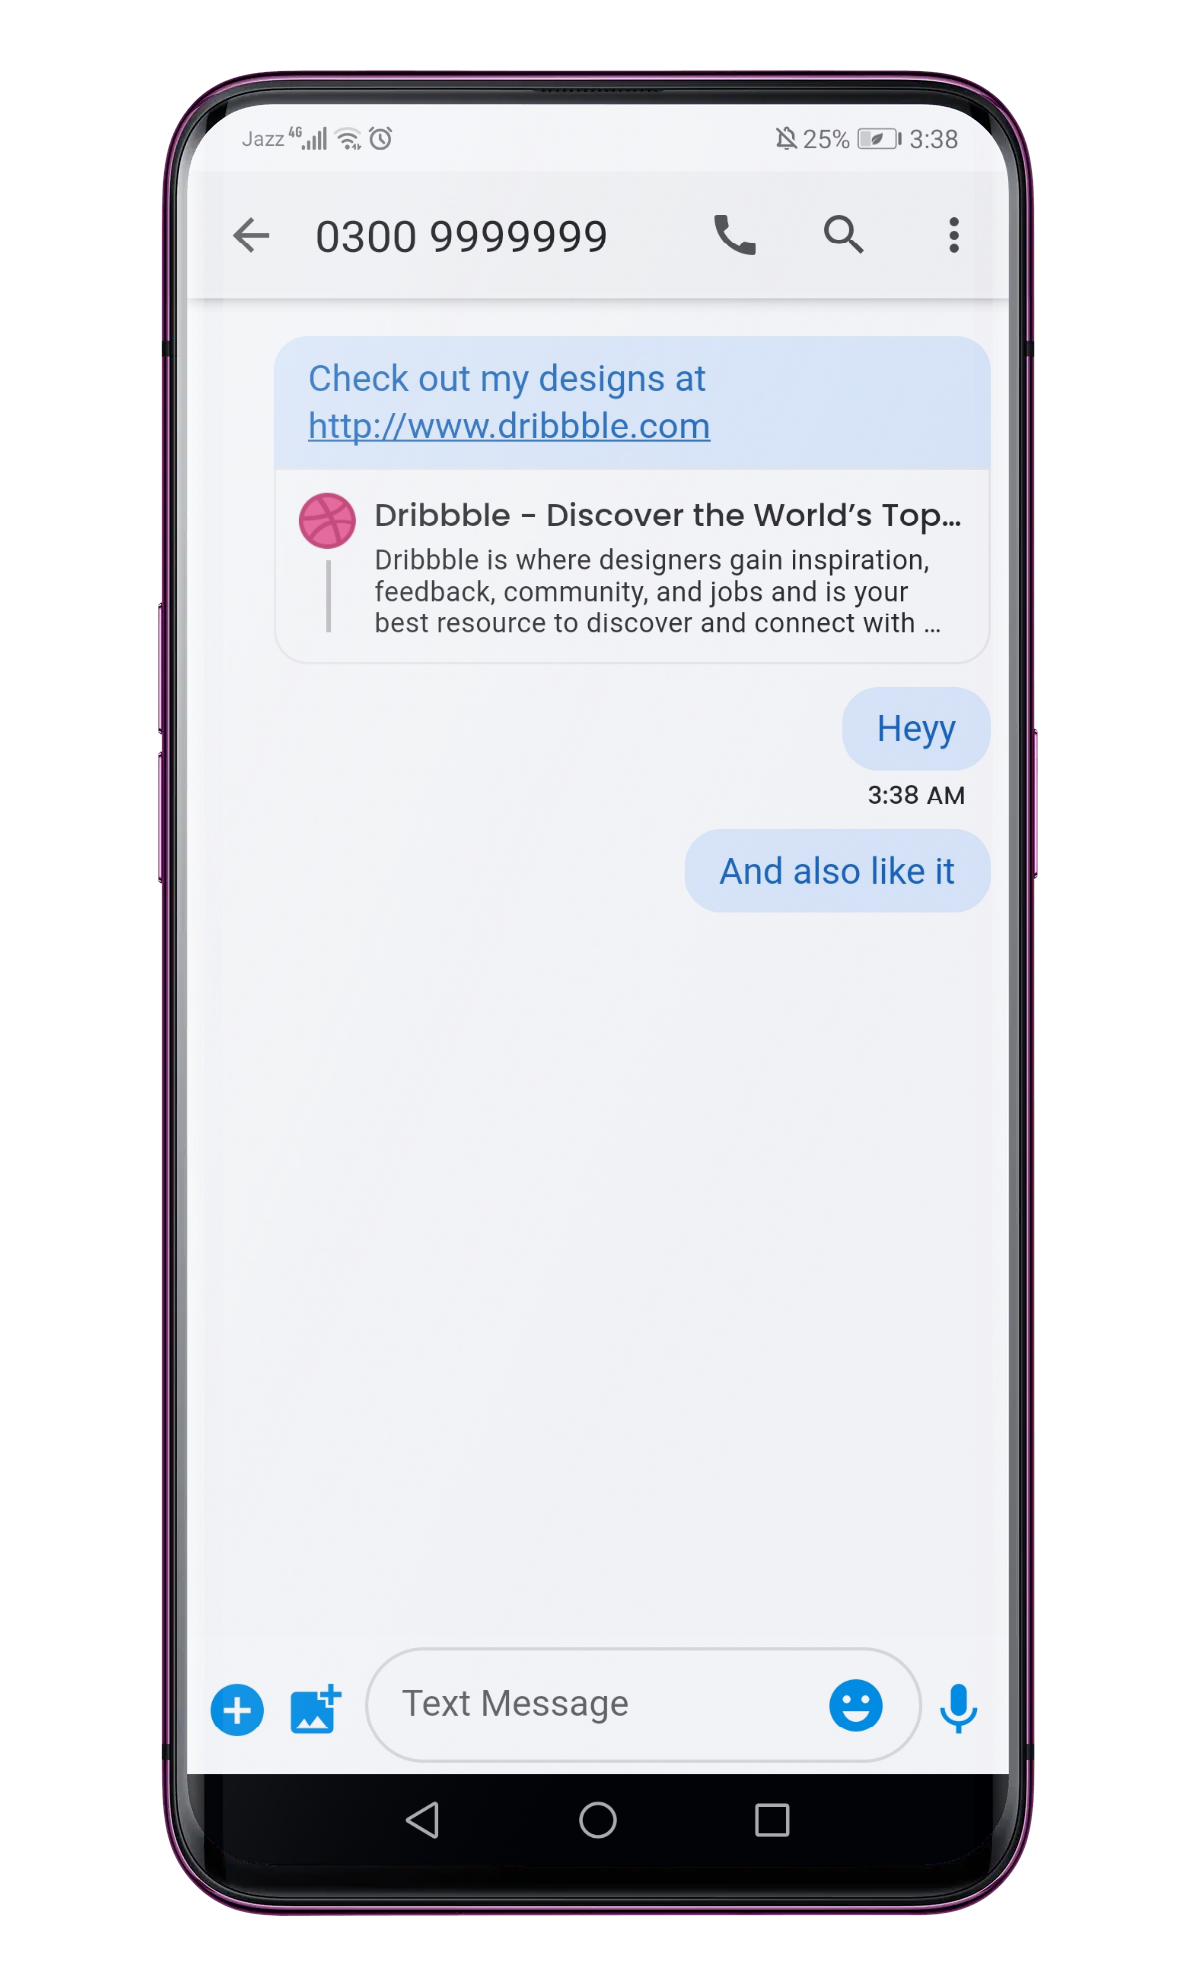 Jazz 4G 25% 3:38
0300 9999999
Check out my designs at
http://www.dribbble.com
Dribbble - Discover the World's Top...
Dribbble is where designers gain inspiration,
feedback, community, and jobs and is your
best resource to discover and connect with ...
Heyy
3:38 AM
And also like it
Text Message